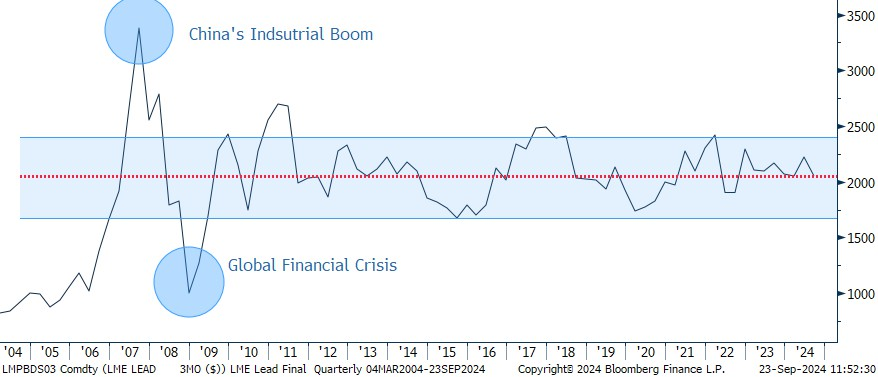 3500
China's Indsutrial Boom
3000
2500
2000
1500
Global Financial Crisis
1000
'04 '05 '06 '07 '08 '09 '10 '11 '12 '13 '14 '15 '16 '17 '18 '19 '20 '21 '22 '23 '24
LMPBDS03 Comdty (LME LEAD 3MO ($)) LME Lead Final Quarterly 04MAR2004-23SEP2024 Copyright© 2024 Bloomberg Finance L.P. 23-Sep-2024 11:52:30